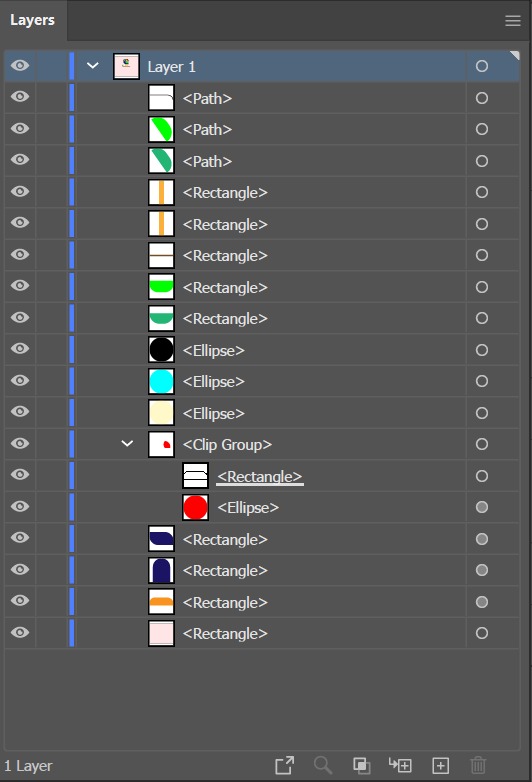 Layers
Layer 1
<Path>
<Path>
<Path>
<Rectangle>
<Rectangle>
<Rectangle>
<Rectangle>
<Rectangle>
<Ellipse>
<Ellipse>
<Ellipse>
<Clip Group>
<Rectangle>
<Ellipse>
<Rectangle>
<Rectangle>
<Rectangle>
<Rectangle>
1 Layer